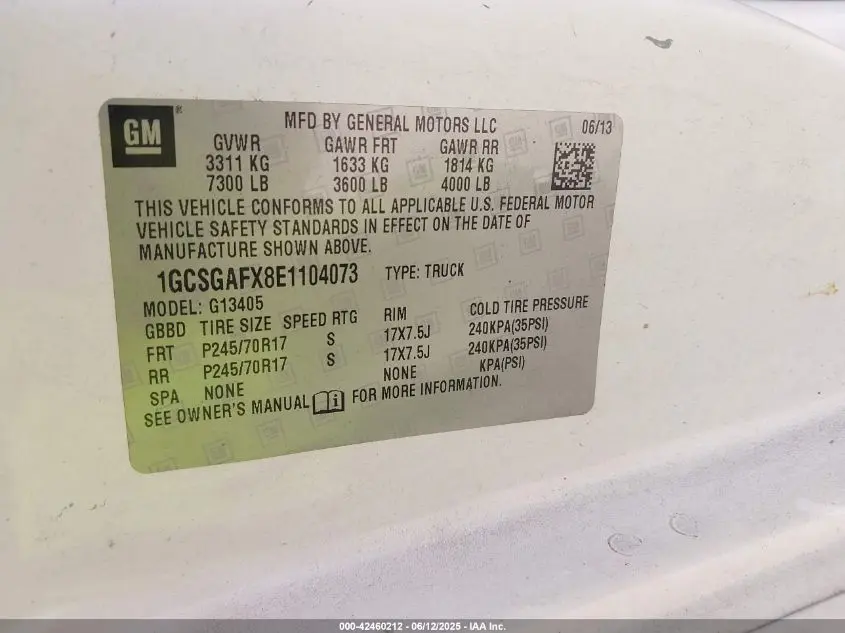 GM ®
MFD BY GENERAL MOTORS LLC 06/13
GVWR GAWR FRT GAWR RR
3311 KG 1633 KG 1814 KG
7300 LB 3600 LB 4000 LB
THIS VEHICLE CONFORMS TO ALL APPLICABLE U.S. FEDERAL MOTOR
VEHICLE SAFETY STANDARDS IN EFFECT ON THE DATE OF
MANUFACTURE SHOWN ABOVE.
1GCSGAFX8E1104073 TYPE: TRUCK
MODEL: G13405
GBBD TIRE SIZE SPEED RTG RIM COLD TIRE PRESSURE
FRT P245/70R17 S 17X7.5J 240KPA(35PSI)
RR P245/70R17 S 17X7.5J 240KPA(35PSI)
SPA NONE NONE KPA(PSI)
SEE OWNER'S MANUAL FOR MORE INFORMATION.
000-42460212 - 06/12/2025 - IAA Inc.